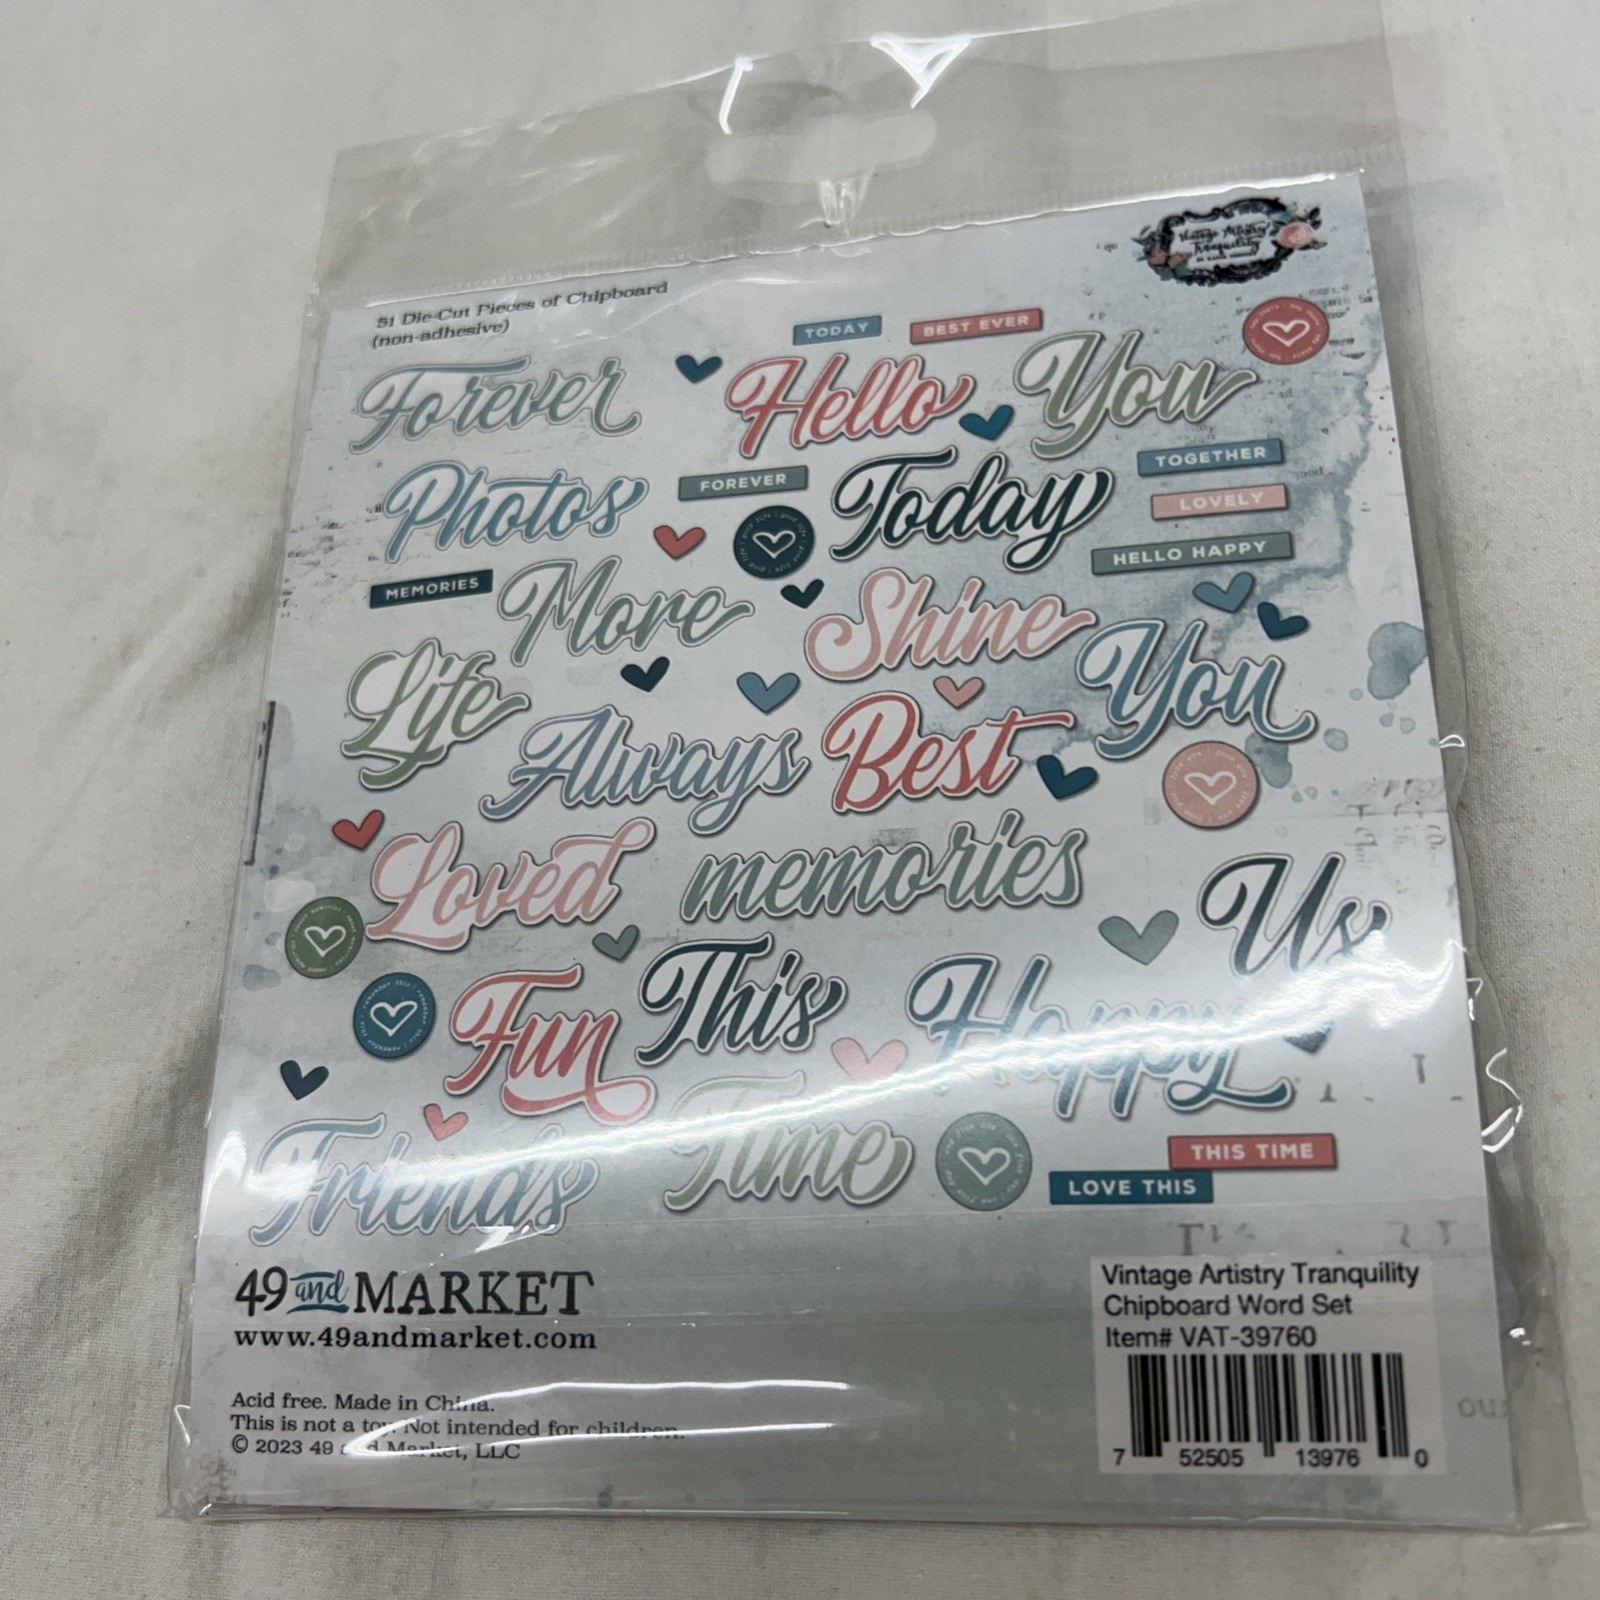 Vintage Artistry
Tranquility
51 Die-Cut Pieces of Chipboard
(non-adhesive)
TODAY
BEST EVER
Forever
Hello
You
Photos
FOREVER
Today
TOGETHER
LOVELY
HELLO HAPPY
MEMORIES
More
Shine
Life
You
Always
Best
Loved
memories
Us
Fun
This
Happy
Friends
Time
THIS TIME
LOVE THIS
49 and MARKET
www.49andmarket.com
Acid free. Made in China.
This is not a toy. Not intended for children.
© 2023 49 and Market, LLC
Vintage Artistry Tranquility
Chipboard Word Set
Item# VAT-39760
7 52505 13976 0